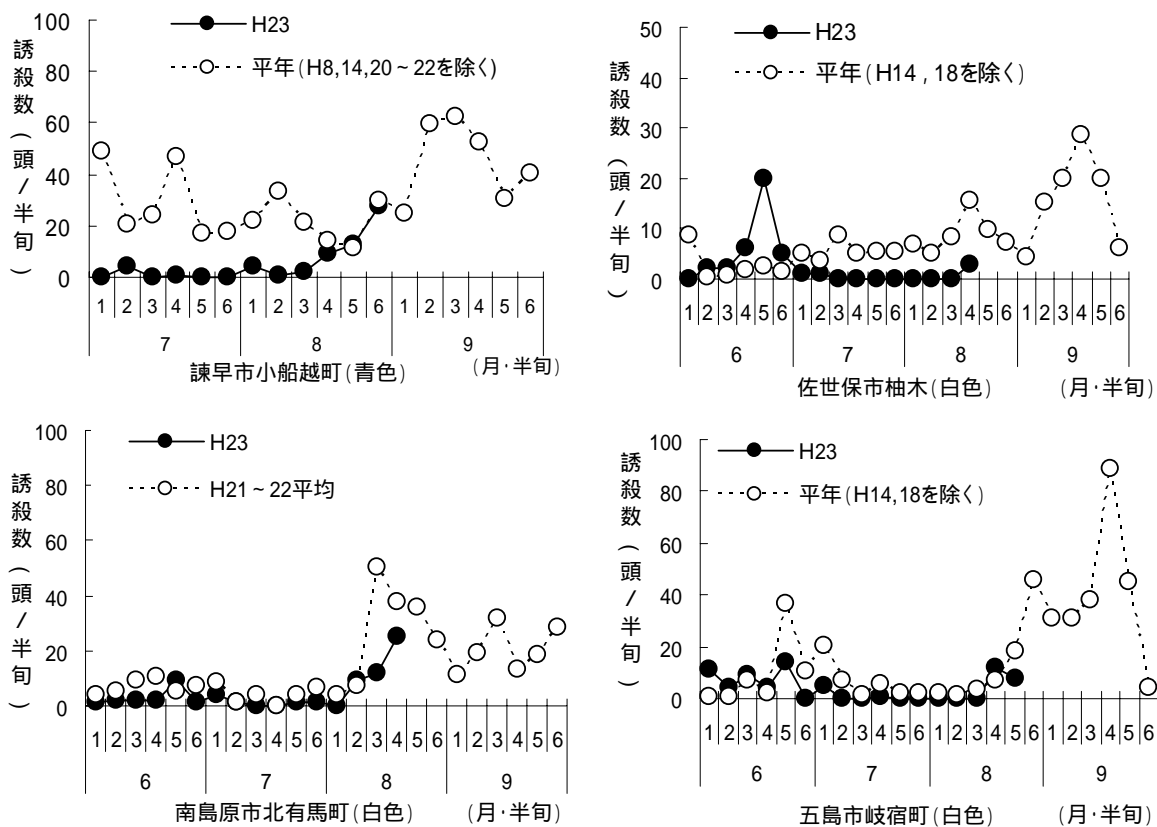 誘殺数(頭/半旬)
100
80
60
40
20
0
H23
平年(H8,14,20~22を除く)
1 2 3 4 5 6 1 2 3 4 5 6 1 2 3 4 5 6
7 8 9
諫早市小船越町(青色) (月・半旬)
誘殺数(頭/半旬)
50
40
30
20
10
0
H23
平年(H14,18を除く)
1 2 3 4 5 6 1 2 3 4 5 6 1 2 3 4 5 6 1 2 3 4 5 6
6 7 8 9
佐世保市柚木(白色) (月・半旬)
誘殺数(頭/半旬)
100
80
60
40
20
0
H23
H21~22平均
1 2 3 4 5 6 1 2 3 4 5 6 1 2 3 4 5 6 1 2 3 4 5 6
6 7 8 9
南島原市北有馬町(白色) (月・半旬)
誘殺数(頭/半旬)
100
80
60
40
20
0
H23
平年(H14,18を除く)
1 2 3 4 5 6 1 2 3 4 5 6 1 2 3 4 5 6 1 2 3 4 5 6
6 7 8 9
五島市岐宿町(白色) (月・半旬)